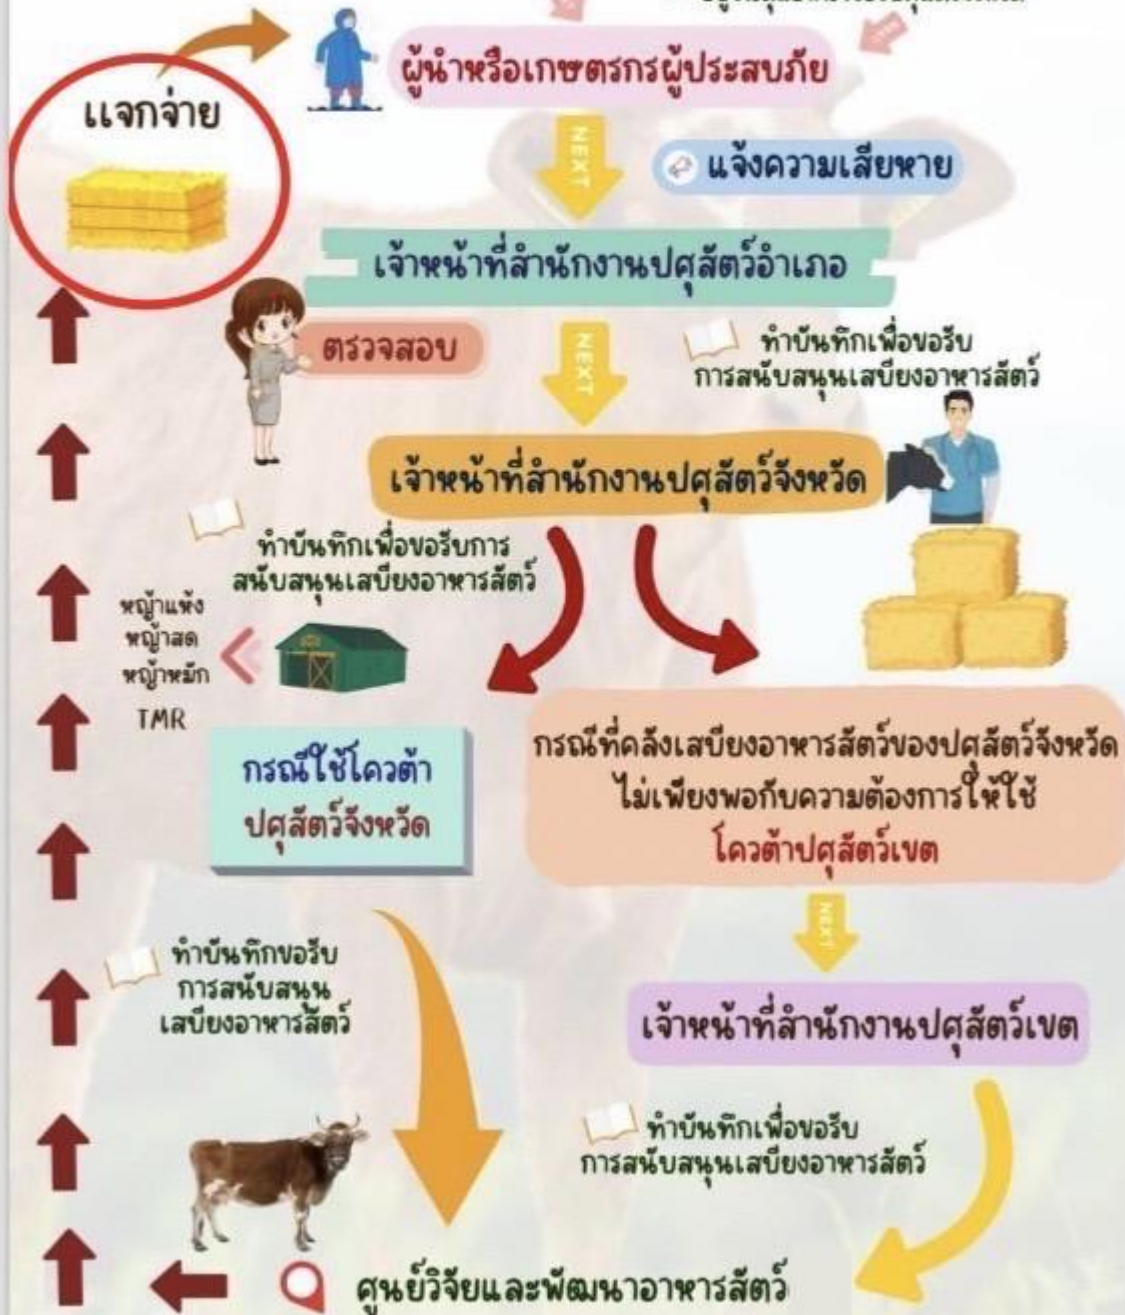 แจกจ่าย
ผู้นำหรือเกษตรกรผู้ประสบภัย
NEXT
แจ้งความเสียหาย
เจ้าหน้าที่สำนักงานปศุสัตว์อำเภอ
ตรวจสอบ
NEXT
ทำบันทึกเพื่อขอรับ
การสนับสนุนเสบียงอาหารสัตว์
เจ้าหน้าที่สำนักงานปศุสัตว์จังหวัด
ทำบันทึกเพื่อขอรับการ
สนับสนุนเสบียงอาหารสัตว์
หญ้าแห้ง
หญ้าสด
หญ้าหมัก
TMR
กรณีใช้โควต้า
ปศุสัตว์จังหวัด
กรณีที่คลังเสบียงอาหารสัตว์ของปศุสัตว์จังหวัด
ไม่เพียงพอกับความต้องการให้ใช้
โควต้าปศุสัตว์เขต
NEXT
ทำบันทึกขอรับ
การสนับสนุน
เสบียงอาหารสัตว์
เจ้าหน้าที่สำนักงานปศุสัตว์เขต
ทำบันทึกเพื่อขอรับ
การสนับสนุนเสบียงอาหารสัตว์
ศูนย์วิจัยและพัฒนาอาหารสัตว์